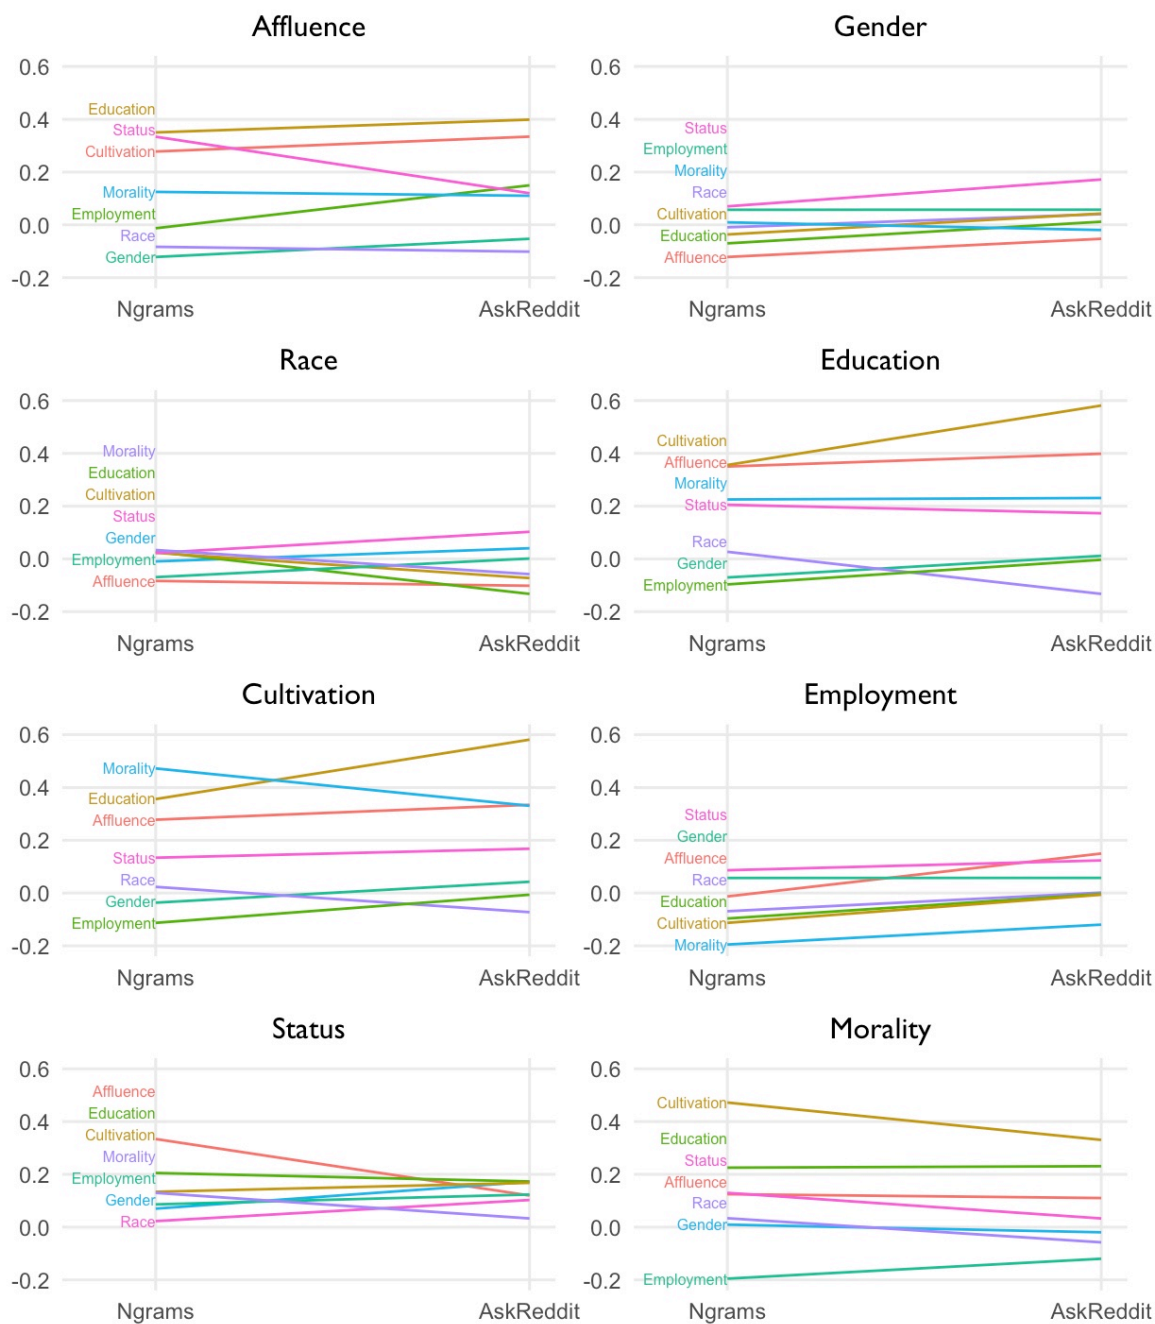 Affluence
0.6
0.4
0.2
0.0
-0.2
Education
Status
Cultivation
Morality
Employment
Race
Gender
Ngrams
AskReddit
Gender
0.6
0.4
0.2
0.0
-0.2
Status
Employment
Morality
Race
Cultivation
Education
Affluence
Ngrams
AskReddit
Race
0.6
0.4
0.2
0.0
-0.2
Morality
Education
Cultivation
Status
Gender
Employment
Affluence
Ngrams
AskReddit
Education
0.6
0.4
0.2
0.0
-0.2
Cultivation
Affluence
Morality
Status
Race
Gender
Employment
Ngrams
AskReddit
Cultivation
0.6
0.4
0.2
0.0
-0.2
Morality
Education
Affluence
Status
Race
Gender
Employment
Ngrams
AskReddit
Employment
0.6
0.4
0.2
0.0
-0.2
Status
Gender
Affluence
Race
Education
Cultivation
Morality
Ngrams
AskReddit
Status
0.6
0.4
0.2
0.0
-0.2
Affluence
Education
Cultivation
Morality
Employment
Gender
Race
Ngrams
AskReddit
Morality
0.6
0.4
0.2
0.0
-0.2
Cultivation
Education
Status
Affluence
Race
Gender
Employment
Ngrams
AskReddit